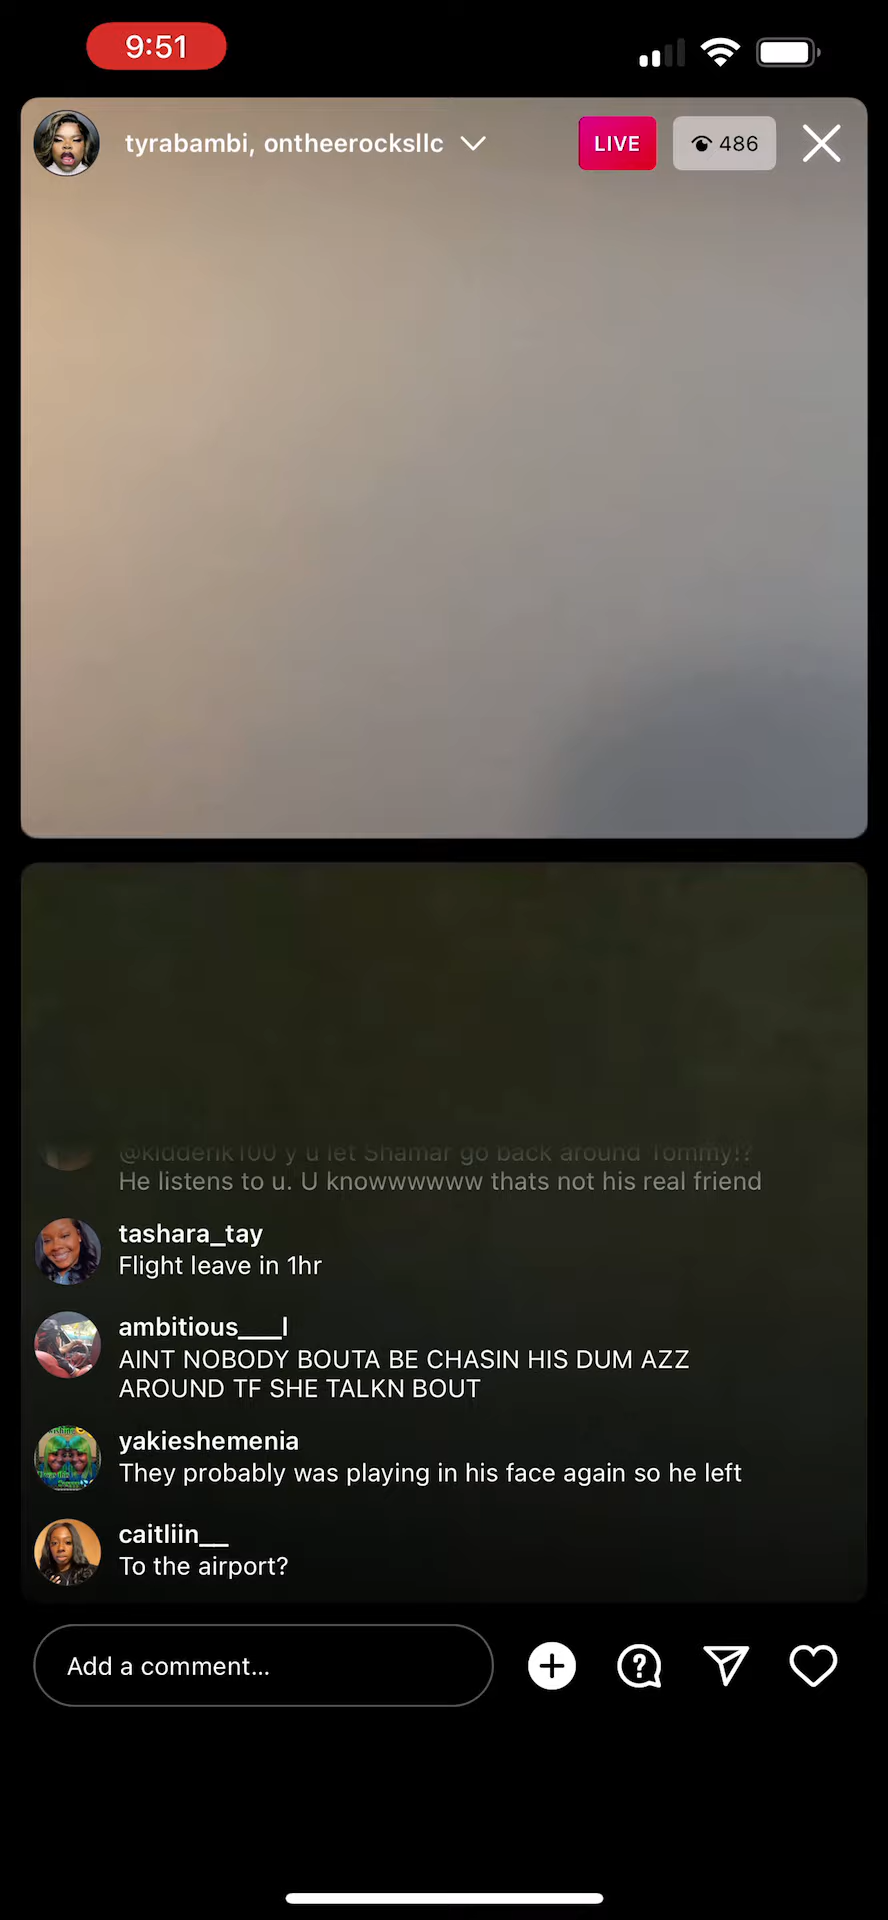 9:51
tyrabambi, ontheerocksllc
LIVE
486
@kidderik100 y u let Shamar go back around Tommy!?
He listens to u. U knowwwwww thats not his real friend
tashara_tay
Flight leave in 1hr
ambitious___l
AINT NOBODY BOUTA BE CHASIN HIS DUM AZZ
AROUND TF SHE TALKN BOUT
yakieshemenia
They probably was playing in his face again so he left
caitliin__
To the airport?
Add a comment...